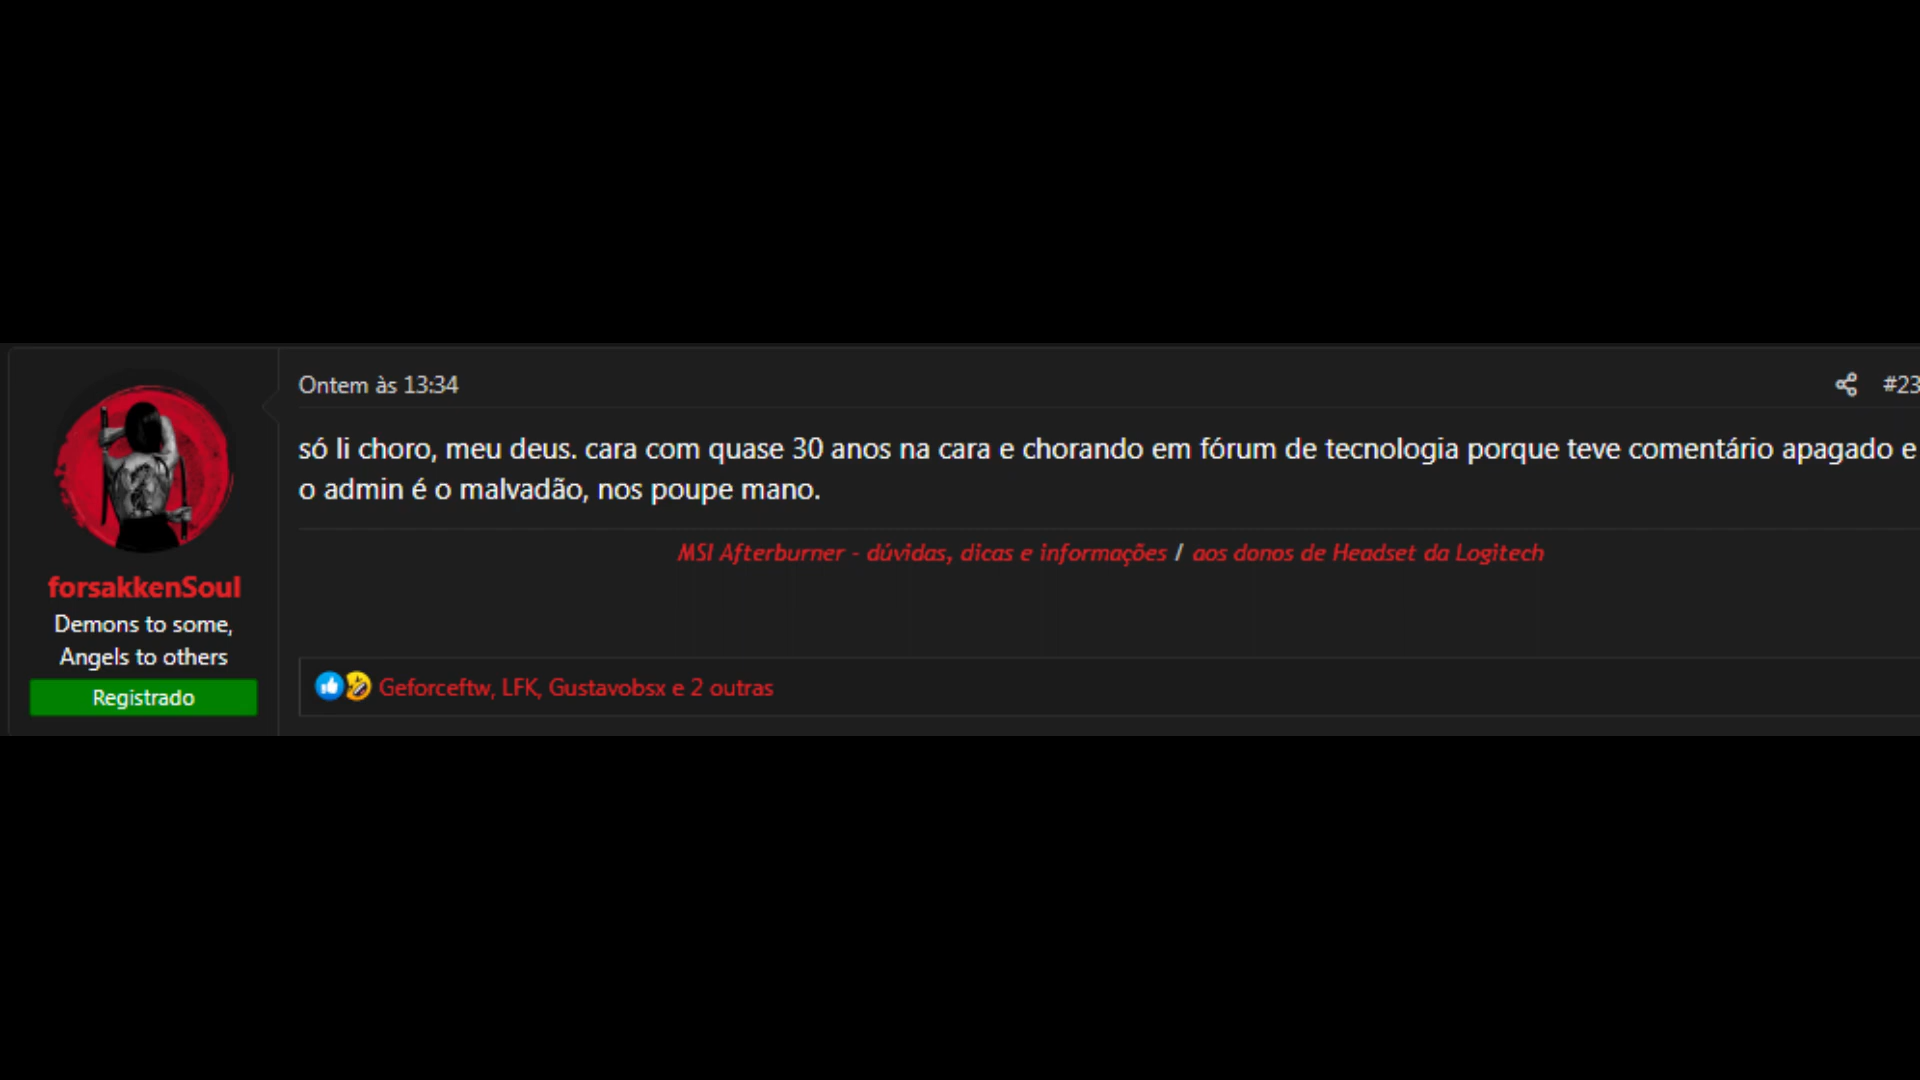 Ontem às 13:34
#23
só li choro, meu deus. cara com quase 30 anos na cara e chorando em fórum de tecnologia porque teve comentário apagado e
o admin é o malvadão, nos poupe mano.
MSI Afterburner - dúvidas, dicas e informações / aos donos de Headset da Logitech
forsakkenSoul
Demons to some,
Angels to others
Registrado
Geforceftw, LFK, Gustavobsx e 2 outras